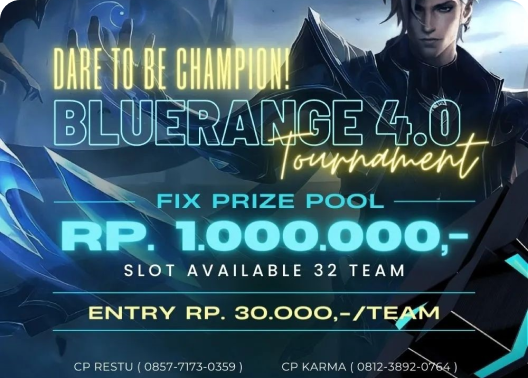 DARE TO BE CHAMPION!
BLUERANGE 4.0
Tournament
FIX PRIZE POOL
RP. 1.000.000,-
SLOT AVAILABLE 32 TEAM
ENTRY RP. 30.000,-/TEAM
CP RESTU ( 0857-7173-0359 ) CP KARMA ( 0812-3892-0764 )